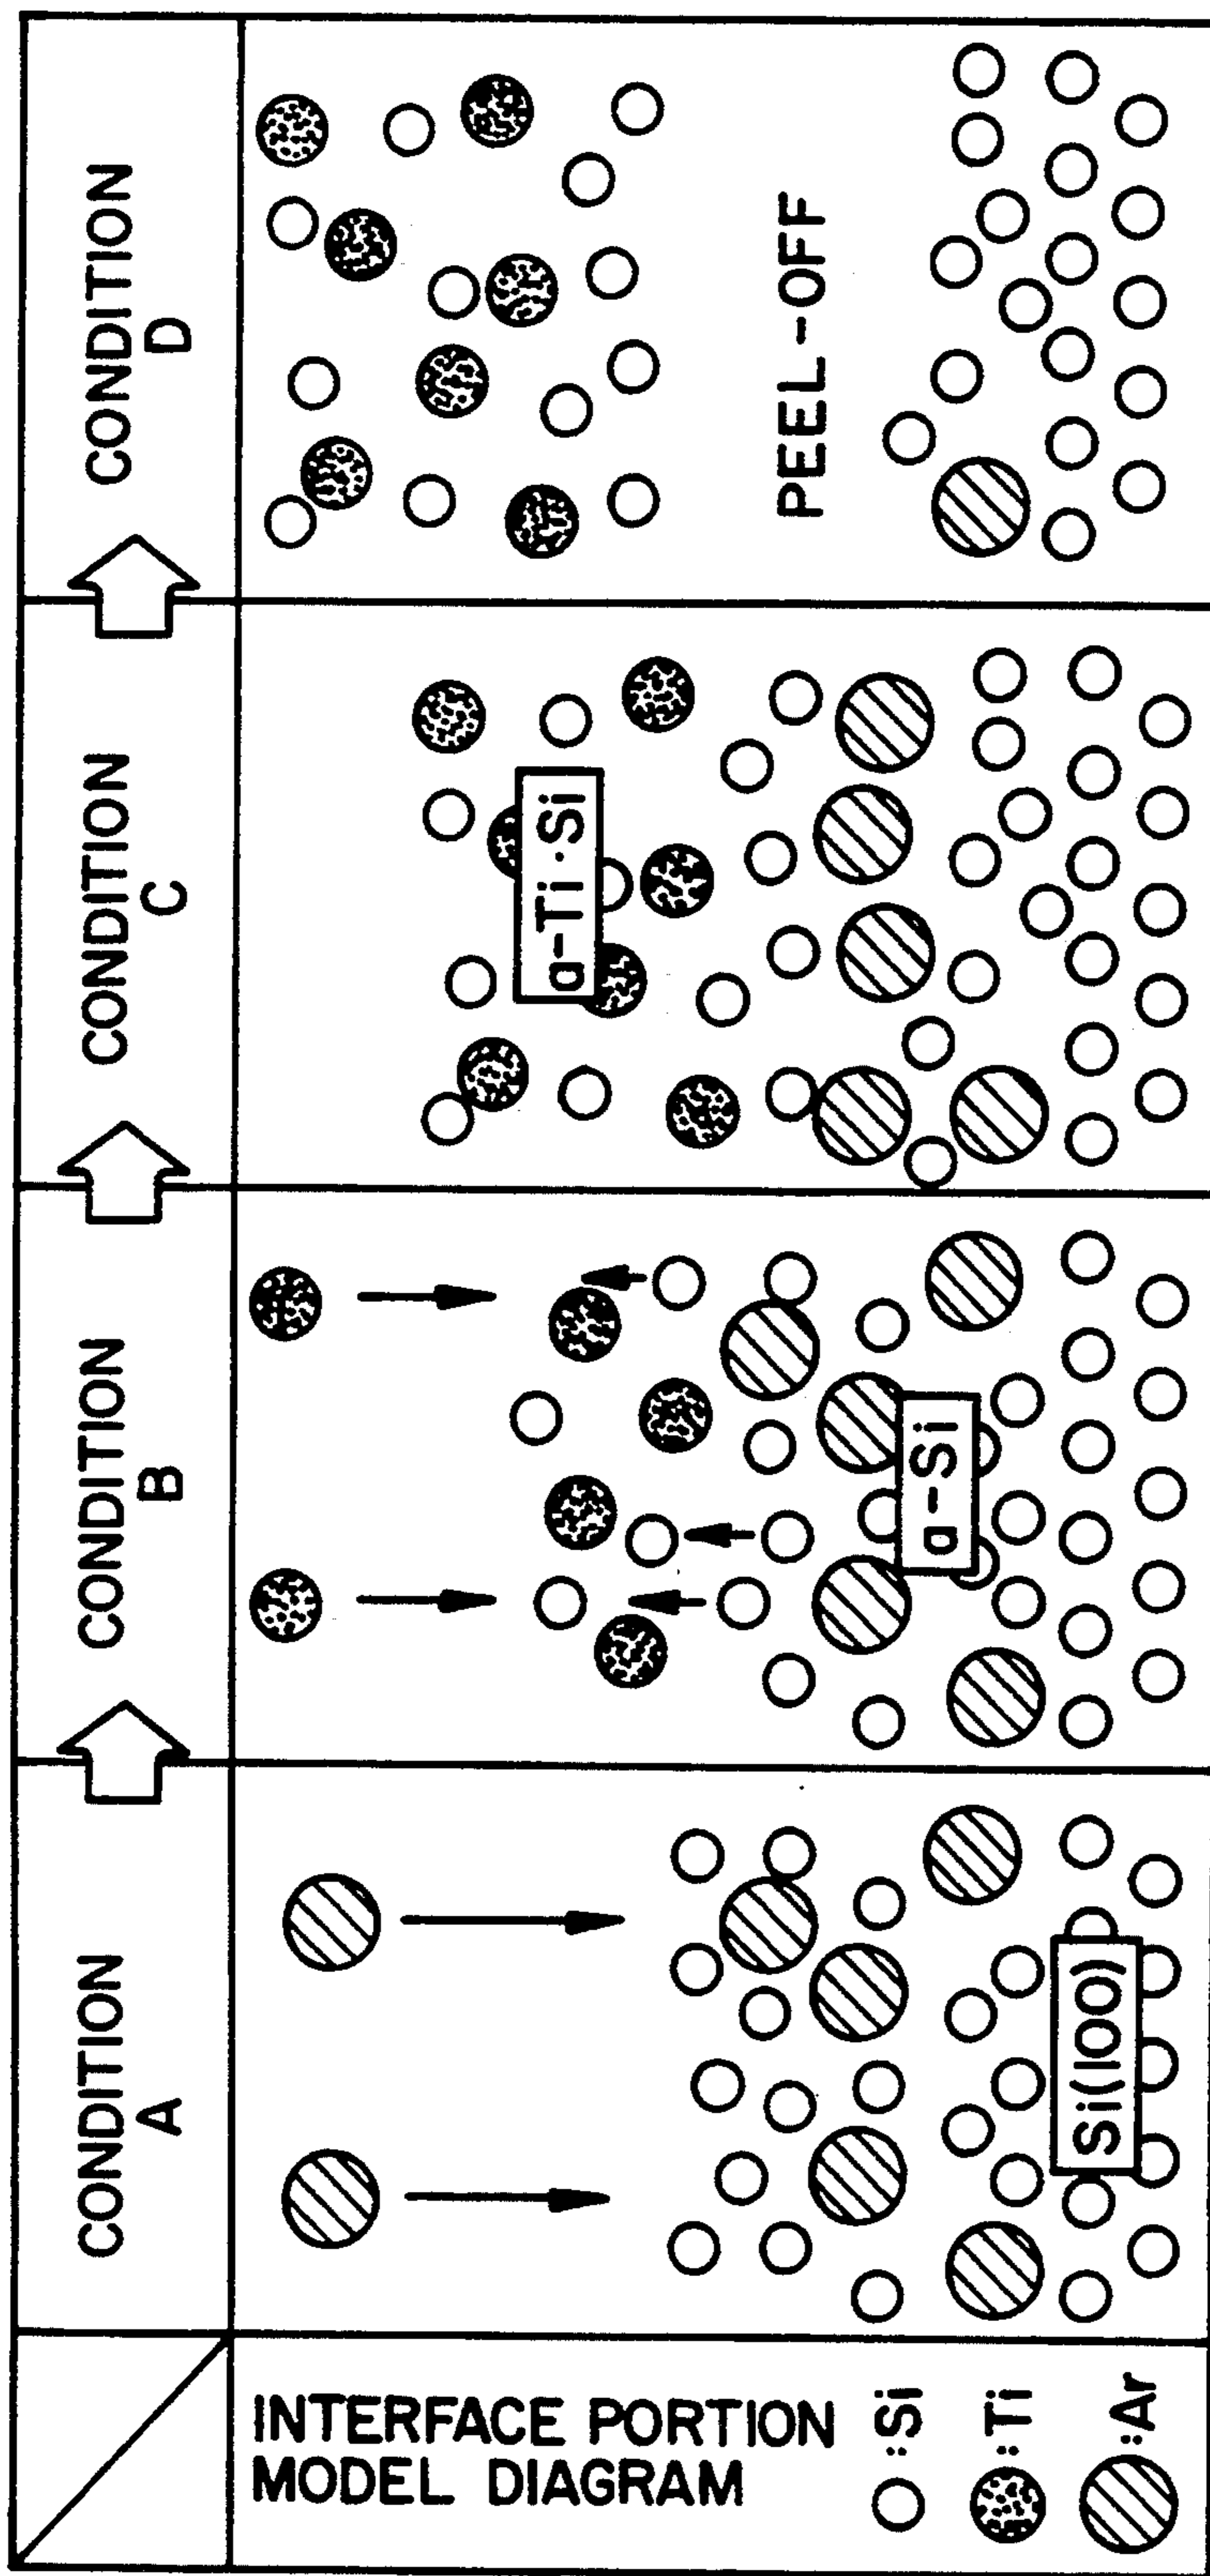 CONDITION
A
CONDITION
B
CONDITION
C
CONDITION
D
INTERFACE PORTION
MODEL DIAGRAM
:Si
:Ti
:Ar
Si(100)
a-Si
a-Ti·Si
PEEL-OFF